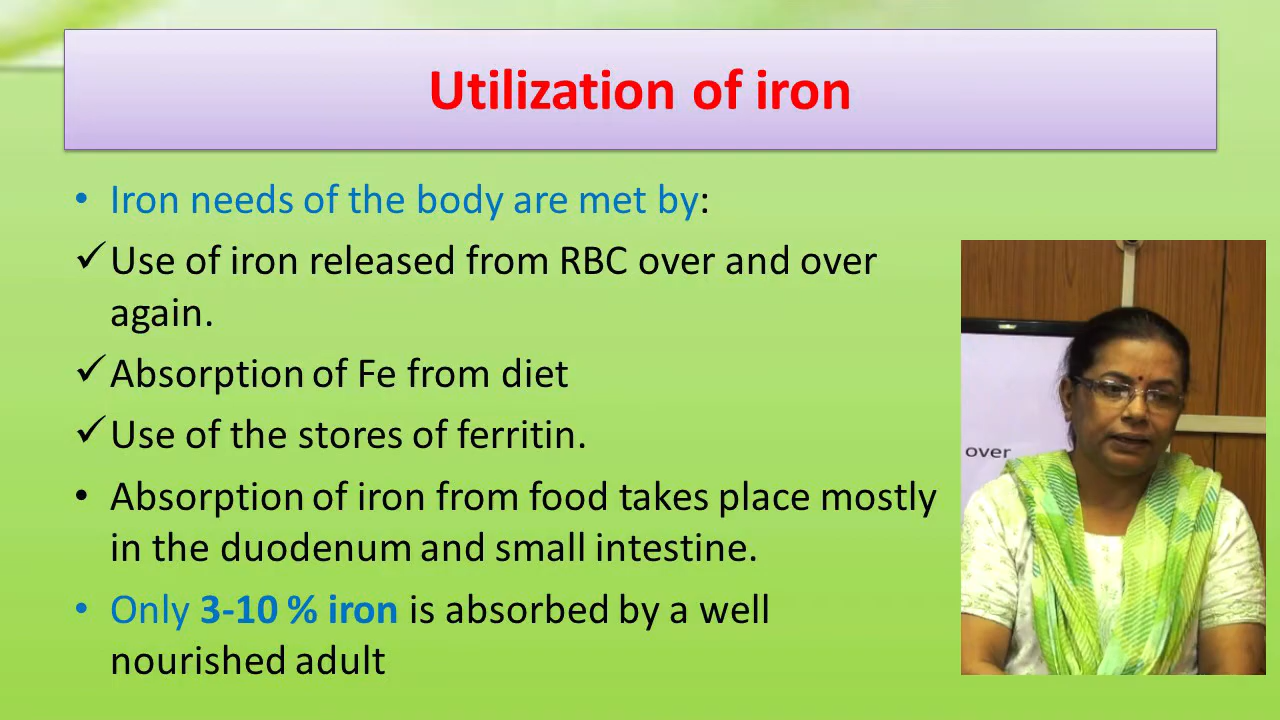 Utilization of iron
• Iron needs of the body are met by:
✓ Use of iron released from RBC over and over
again.
✓ Absorption of Fe from diet
✓ Use of the stores of ferritin.
• Absorption of iron from food takes place mostly
in the duodenum and small intestine.
• Only 3-10 % iron is absorbed by a well
nourished adult
over